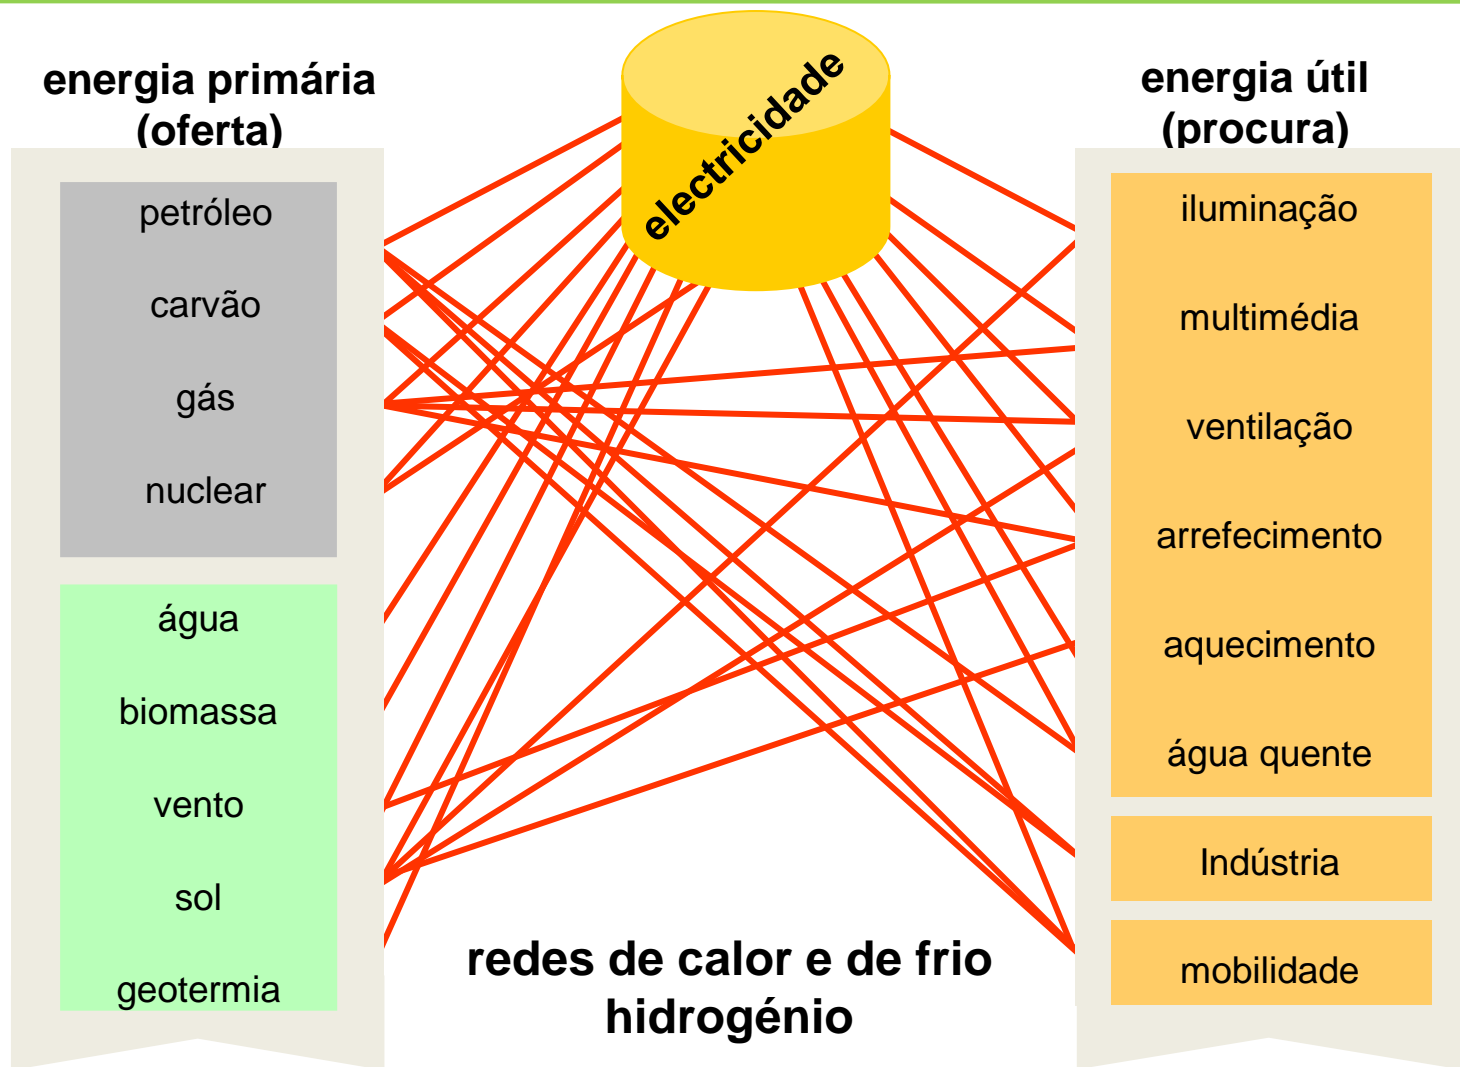 energia primária
(oferta)
petróleo
carvão
gás
nuclear
água
biomassa
vento
sol
geotermia
electricidade
redes de calor e de frio
hidrogénio
energia útil
(procura)
iluminação
multimédia
ventilação
arrefecimento
aquecimento
água quente
Indústria
mobilidade